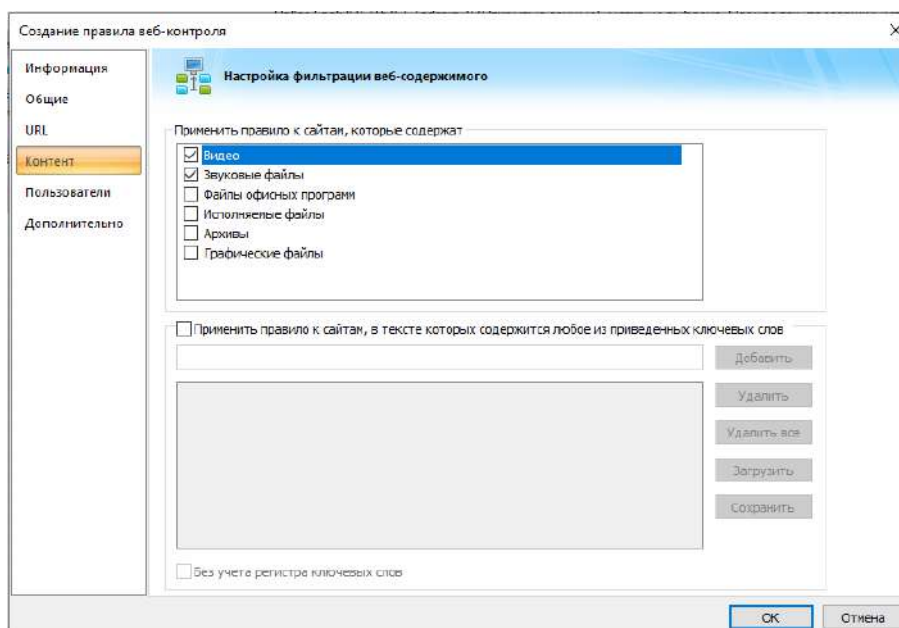 Создание правила веб-контроля
Информация
Общие
URL
Контент
Пользователи
Дополнительно
Настройка фильтрации веб-содержимого
Применить правило к сайтам, которые содержат
Видео
Звуковые файлы
Файлы офисных программ
Исполняемые файлы
Архивы
Графические файлы
Применить правило к сайтам, в тексте которых содержится любое из приведенных ключевых слов
Добавить
Удалить
Удалить все
Загрузить
Сохранить
Без учета регистра ключевых слов
ОК
Отмена